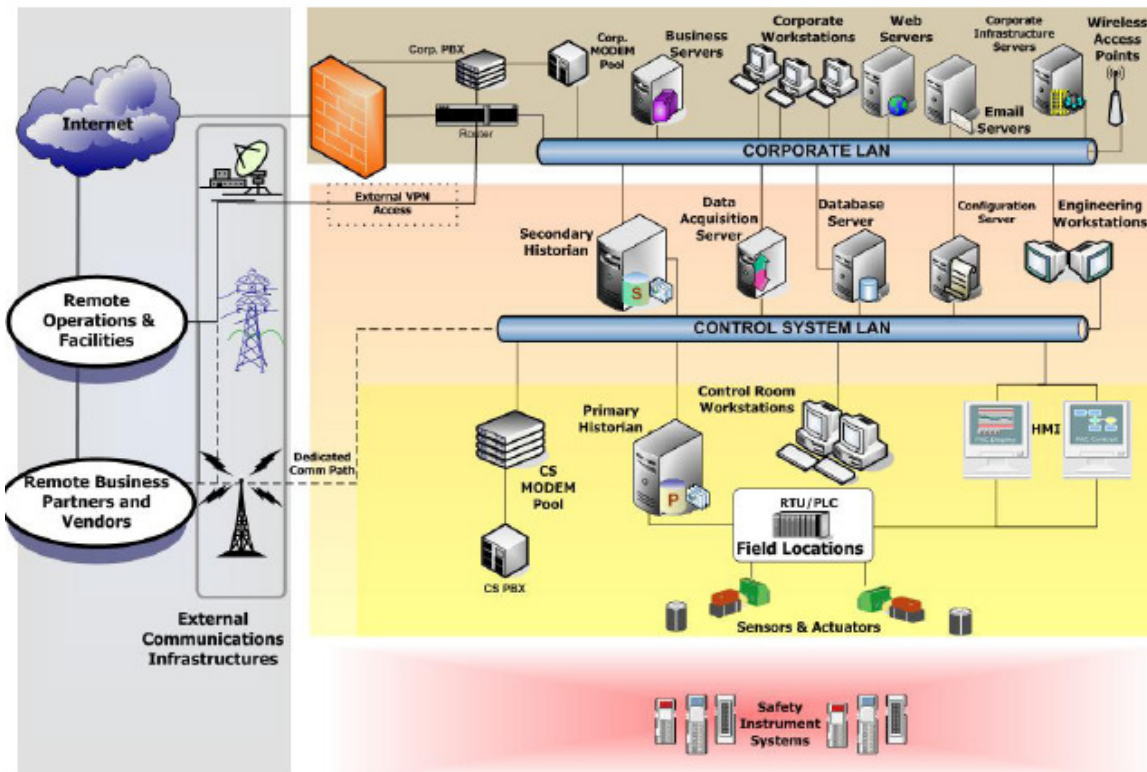 Internet
Remote
Operations &
Facilities
Remote Business
Partners and
Vendors
External
Communications
Infrastructures
External VPN
Access
Dedicated
Comm Path
Corp. PBX
Router
Corp.
MODEM
Pool
Business
Servers
Corporate
Workstations
Web
Servers
Email
Servers
Corporate
Infrastructure
Servers
Wireless
Access
Points
CORPORATE LAN
Secondary
Historian
S
Data
Acquisition
Server
Database
Server
Configuration
Server
Engineering
Workstations
CONTROL SYSTEM LAN
CS
MODEM
Pool
CS PBX
Primary
Historian
P
Control Room
Workstations
HMI
RTU/PLC
Field Locations
Sensors & Actuators
Safety
Instrument
Systems